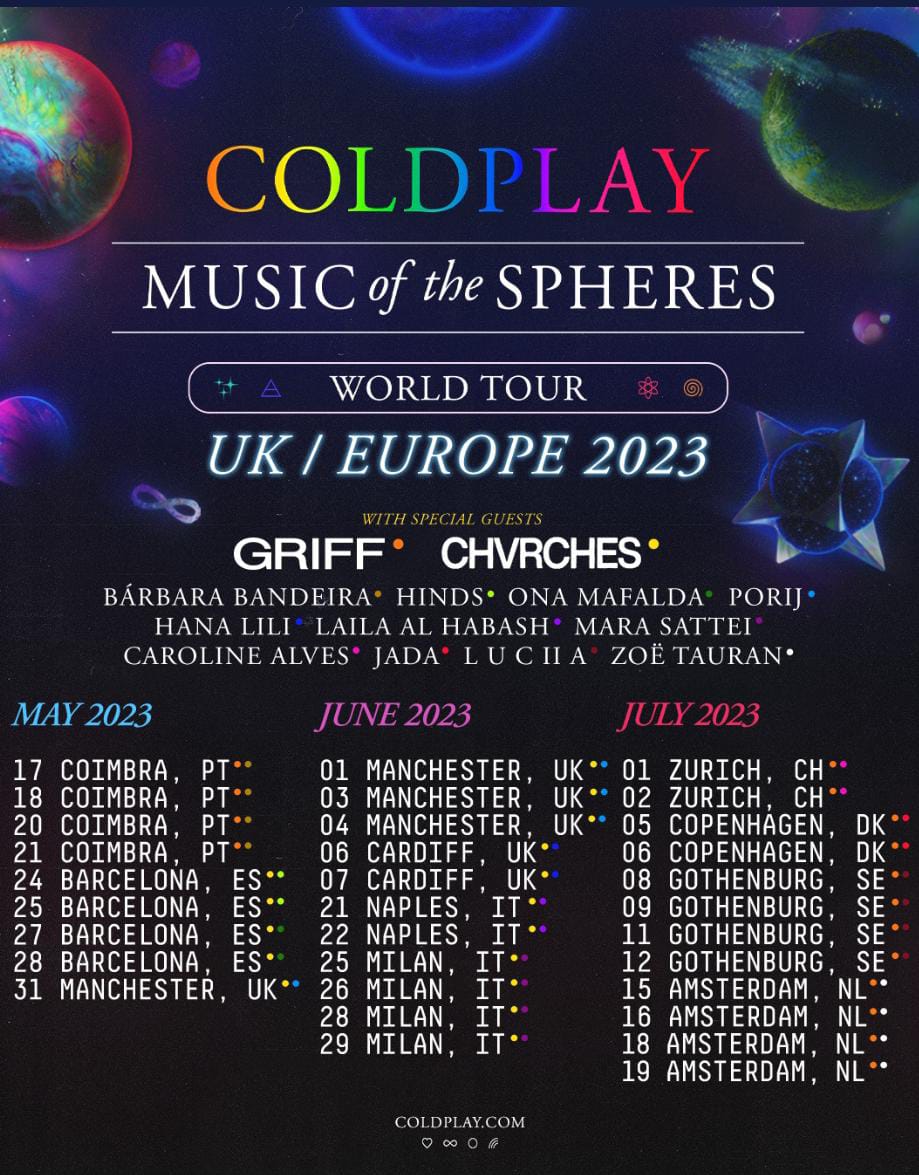 COLDPLAY
MUSIC of the SPHERES
WORLD TOUR
UK / EUROPE 2023
WITH SPECIAL GUESTS
GRIFF• CHVRCHES•
BÁRBARA BANDEIRA• HINDS• ONA MAFALDA• PORIJ•
HANA LILI• LAILA AL HABASH• MARA SATTEI•
CAROLINE ALVES• JADA• L U C II A• ZOË TAURAN•
MAY 2023
17 COIMBRA, PT••
18 COIMBRA, PT••
20 COIMBRA, PT••
21 COIMBRA, PT••
24 BARCELONA, ES••
25 BARCELONA, ES••
27 BARCELONA, ES••
28 BARCELONA, ES••
31 MANCHESTER, UK••
JUNE 2023
01 MANCHESTER, UK••
03 MANCHESTER, UK••
04 MANCHESTER, UK••
06 CARDIFF, UK••
07 CARDIFF, UK••
21 NAPLES, IT••
22 NAPLES, IT••
25 MILAN, IT••
26 MILAN, IT••
28 MILAN, IT••
29 MILAN, IT••
JULY 2023
01 ZURICH, CH••
02 ZURICH, CH••
05 COPENHAGEN, DK••
06 COPENHAGEN, DK••
08 GOTHENBURG, SE••
09 GOTHENBURG, SE••
11 GOTHENBURG, SE••
12 GOTHENBURG, SE••
15 AMSTERDAM, NL••
16 AMSTERDAM, NL••
18 AMSTERDAM, NL••
19 AMSTERDAM, NL••
COLDPLAY.COM